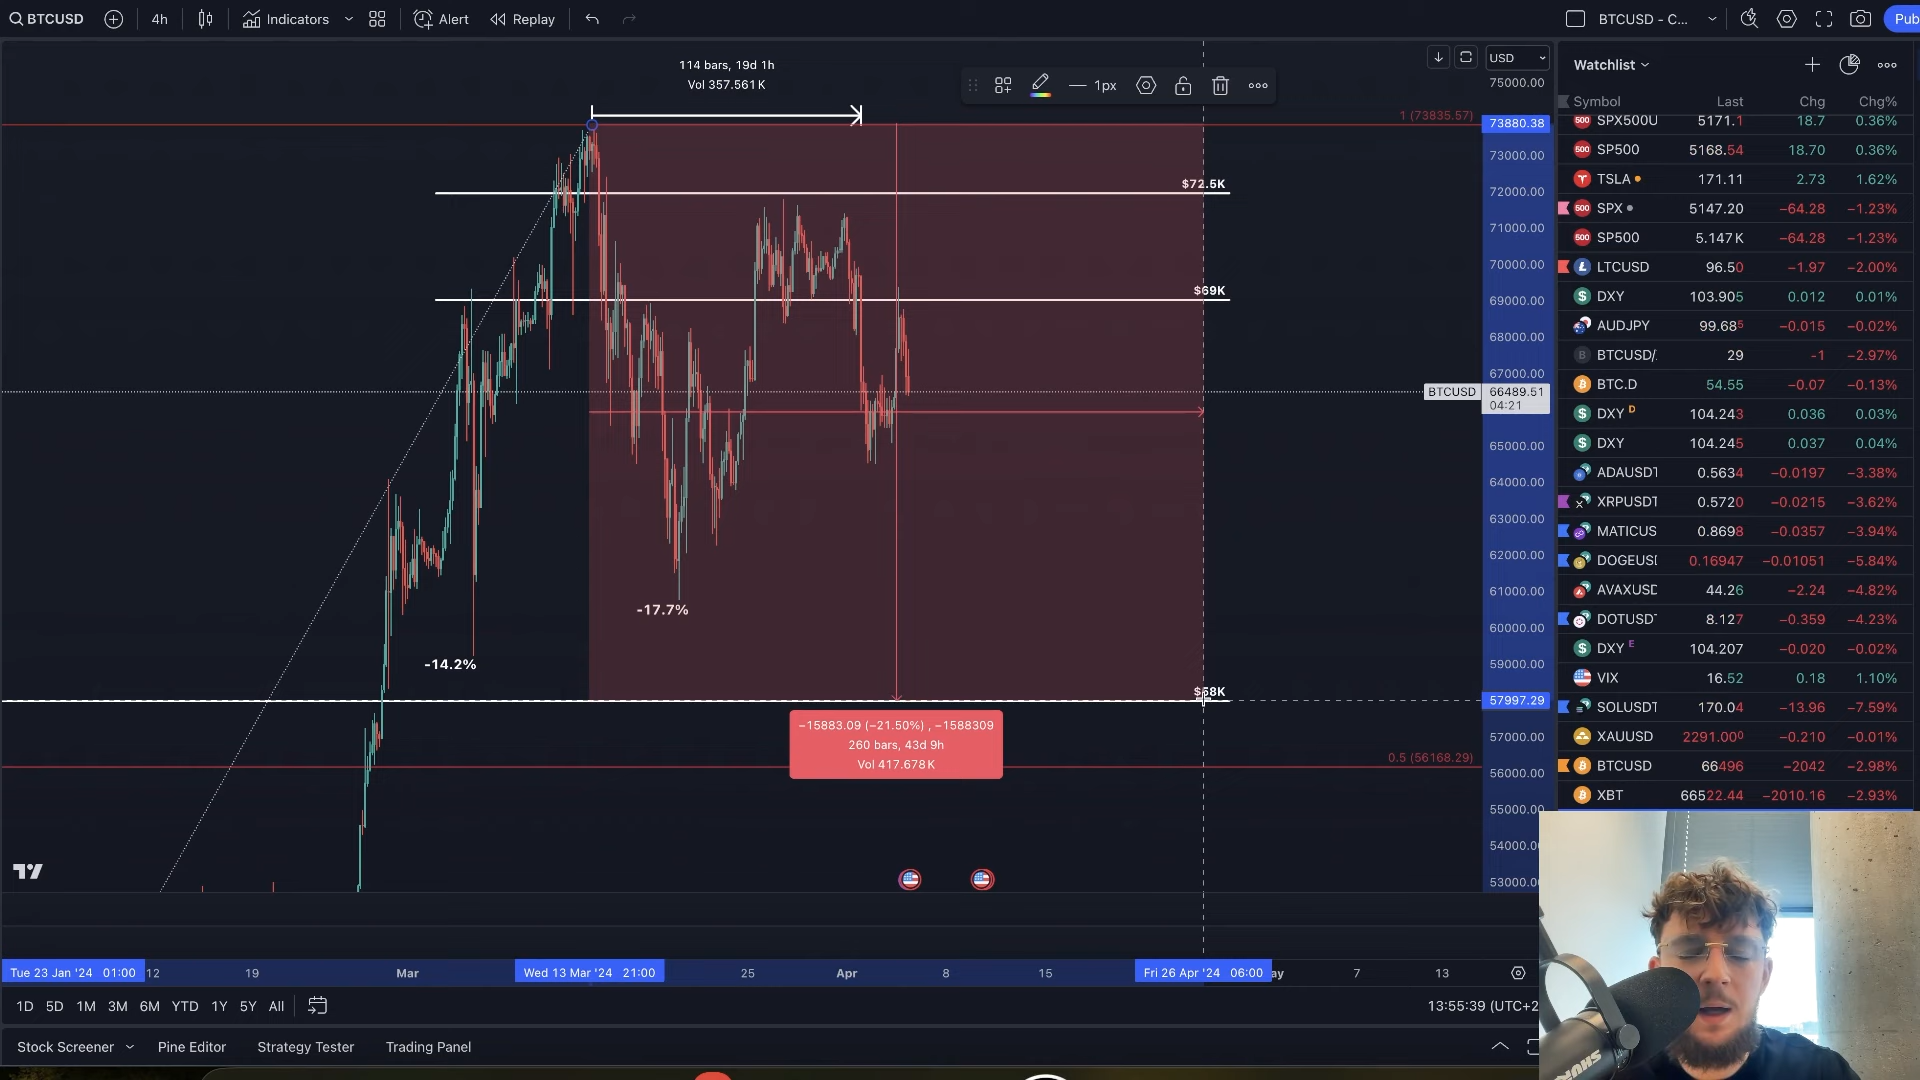 BTCUSD 4h Indicators Alert Replay BTCUSD - C... Pub
114 bars, 19d 1h
Vol 357.561K
1px
USD
75000.00
1 (73835.57)
73880.38
73000.00
$72.5K
72000.00
71000.00
70000.00
$69K
69000.00
68000.00
67000.00
BTCUSD 66489.51
04:21
65000.00
64000.00
63000.00
62000.00
61000.00
-17.7%
60000.00
-14.2%
59000.00
$58K
57997.29
−15883.09 (−21.50%) , −1588309
260 bars, 43d 9h
Vol 417.678K
57000.00
0.5 (56168.29)
56000.00
55000.00
54000.0
53000.0
Tue 23 Jan '24 01:00 12 19 Mar Wed 13 Mar '24 21:00 25 Apr 8 15 Fri 26 Apr '24 06:00 ay 7 13
1D 5D 1M 3M 6M YTD 1Y 5Y All 13:55:39 (UTC+2
Stock Screener Pine Editor Strategy Tester Trading Panel
Watchlist
Symbol Last Chg Chg%
500 SPX500U 5171.1 18.7 0.36%
500 SP500 5168.54 18.70 0.36%
TSLA 171.11 2.73 1.62%
500 SPX 5147.20 −64.28 −1.23%
500 SP500 5.147K −64.28 −1.23%
LTCUSD 96.50 −1.97 −2.00%
DXY 103.905 0.012 0.01%
AUDJPY 99.685 −0.015 −0.02%
B BTCUSD/. 29 -1 −2.97%
BTC.D 54.55 −0.07 −0.13%
DXY D 104.243 0.036 0.03%
DXY 104.245 0.037 0.04%
ADAUSDT 0.5634 −0.0197 −3.38%
XRPUSDT 0.5720 −0.0215 −3.62%
MATICUS 0.8698 −0.0357 −3.94%
DOGEUSI 0.16947 −0.01051 −5.84%
AVAXUSD 44.26 −2.24 −4.82%
DOTUSDT 8.127 −0.359 −4.23%
DXY E 104.207 −0.020 −0.02%
VIX 16.52 0.18 1.10%
SOLUSDT 170.04 −13.96 −7.59%
XAUUSD 2291.000 −0.210 −0.01%
BTCUSD 66496 −2042 −2.98%
XBT 66522.44 −2010.16 −2.93%